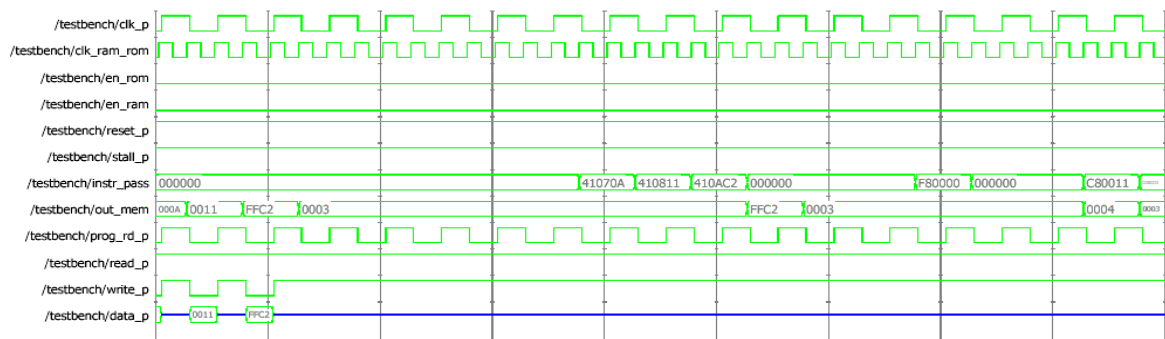 /testbench/clk_p
/testbench/clk_ram_rom
/testbench/en_rom
/testbench/en_ram
/testbench/reset_p
/testbench/stall_p
/testbench/instr_pass 000000 41070A 410811 410AC2 000000 F80000 000000 C80011
/testbench/out_mem 000A 0011 FFC2 0003 FFC2 0003 0004 0003
/testbench/prog_rd_p
/testbench/read_p
/testbench/write_p
/testbench/data_p 0011 FFC2